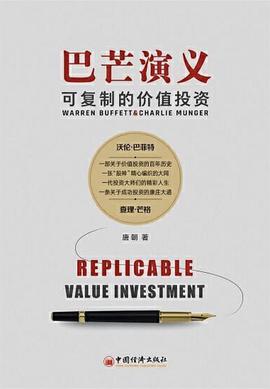 巴芒演义
可复制的价值投资
WARREN BUFFETT&CHARLIE MUNGER
沃伦·巴菲特
一部关于价值投资的百年历史
一张“股神”精心编织的大网
一代投资大师们的精彩人生
一条关于成功投资的康庄大道
查理·芒格
唐朝 著
REPLICABLE
VALUE INVESTMENT
中国经济出版社